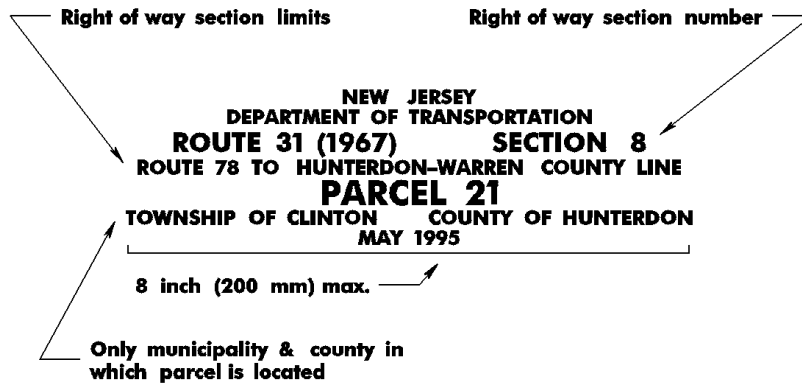 Right of way section limits Right of way section number
NEW JERSEY
DEPARTMENT OF TRANSPORTATION
ROUTE 31 (1967) SECTION 8
ROUTE 78 TO HUNTERDON–WARREN COUNTY LINE
PARCEL 21
TOWNSHIP OF CLINTON COUNTY OF HUNTERDON
MAY 1995
8 inch (200 mm) max.
Only municipality & county in
which parcel is located